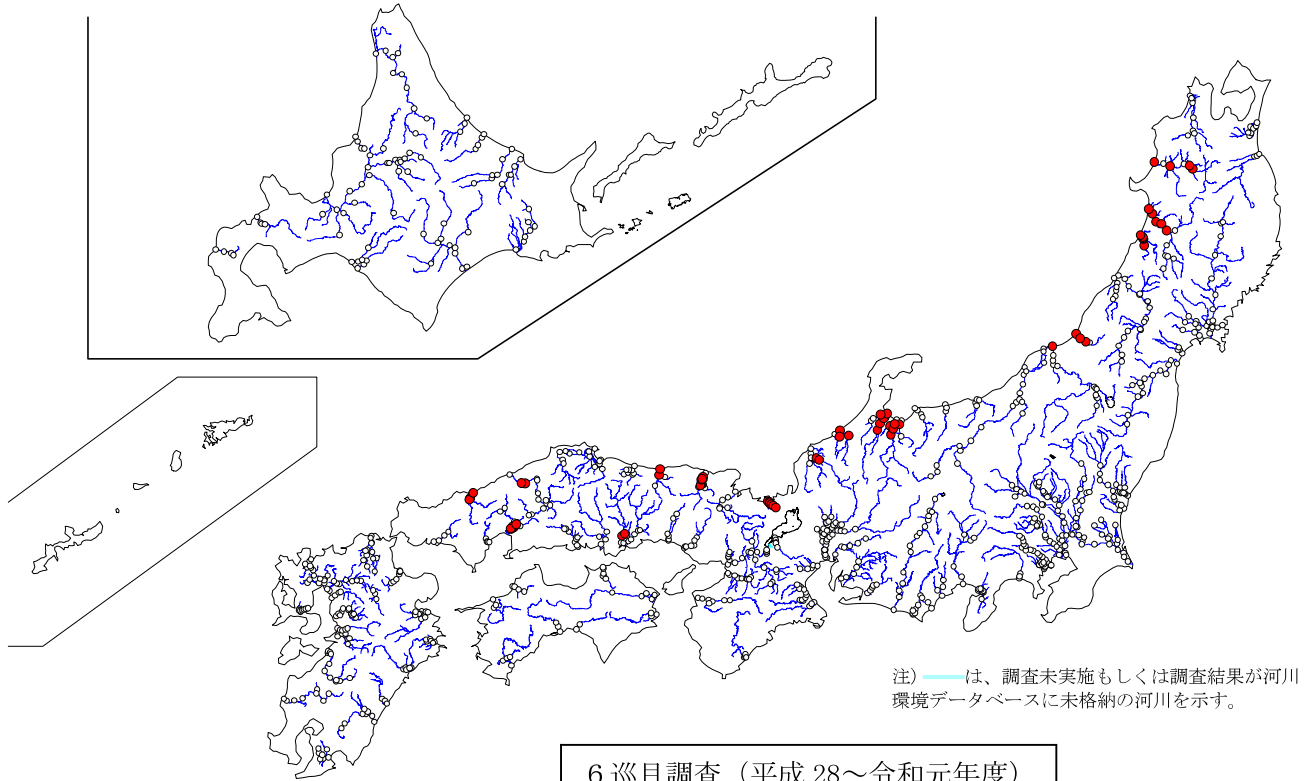 注) は、調査未実施もしくは調査結果が河川
環境データベースに未格納の河川を示す。
6巡目調査(平成 28～令和元年度)